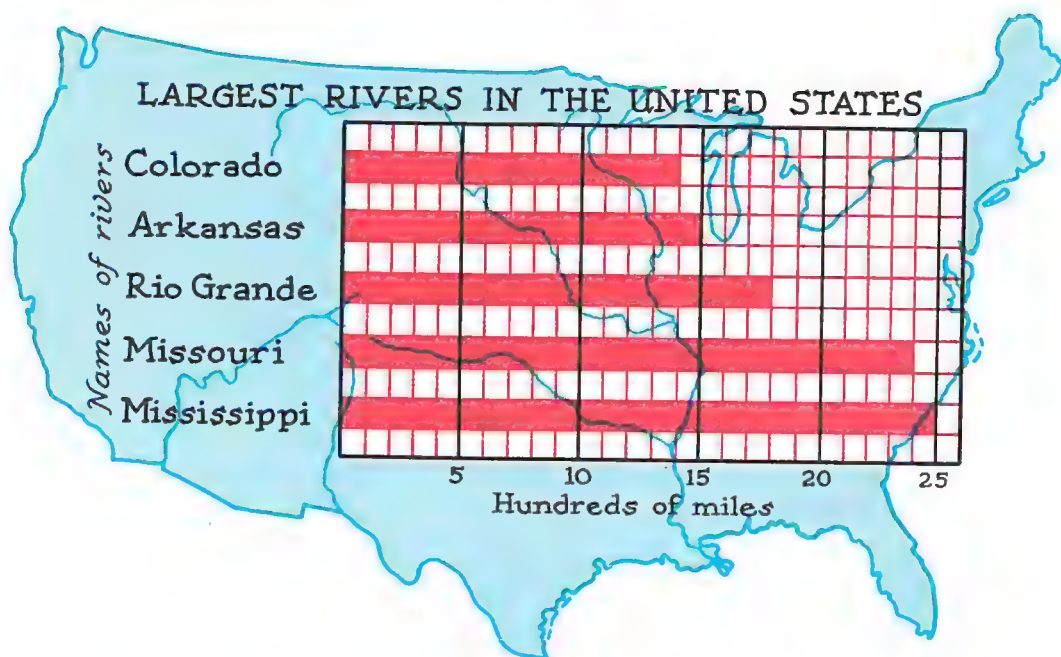 LARGEST RIVERS IN THE UNITED STATES
Names of rivers
Colorado
Arkansas
Rio Grande
Missouri
Mississippi
5 10 15 20 25
Hundreds of miles